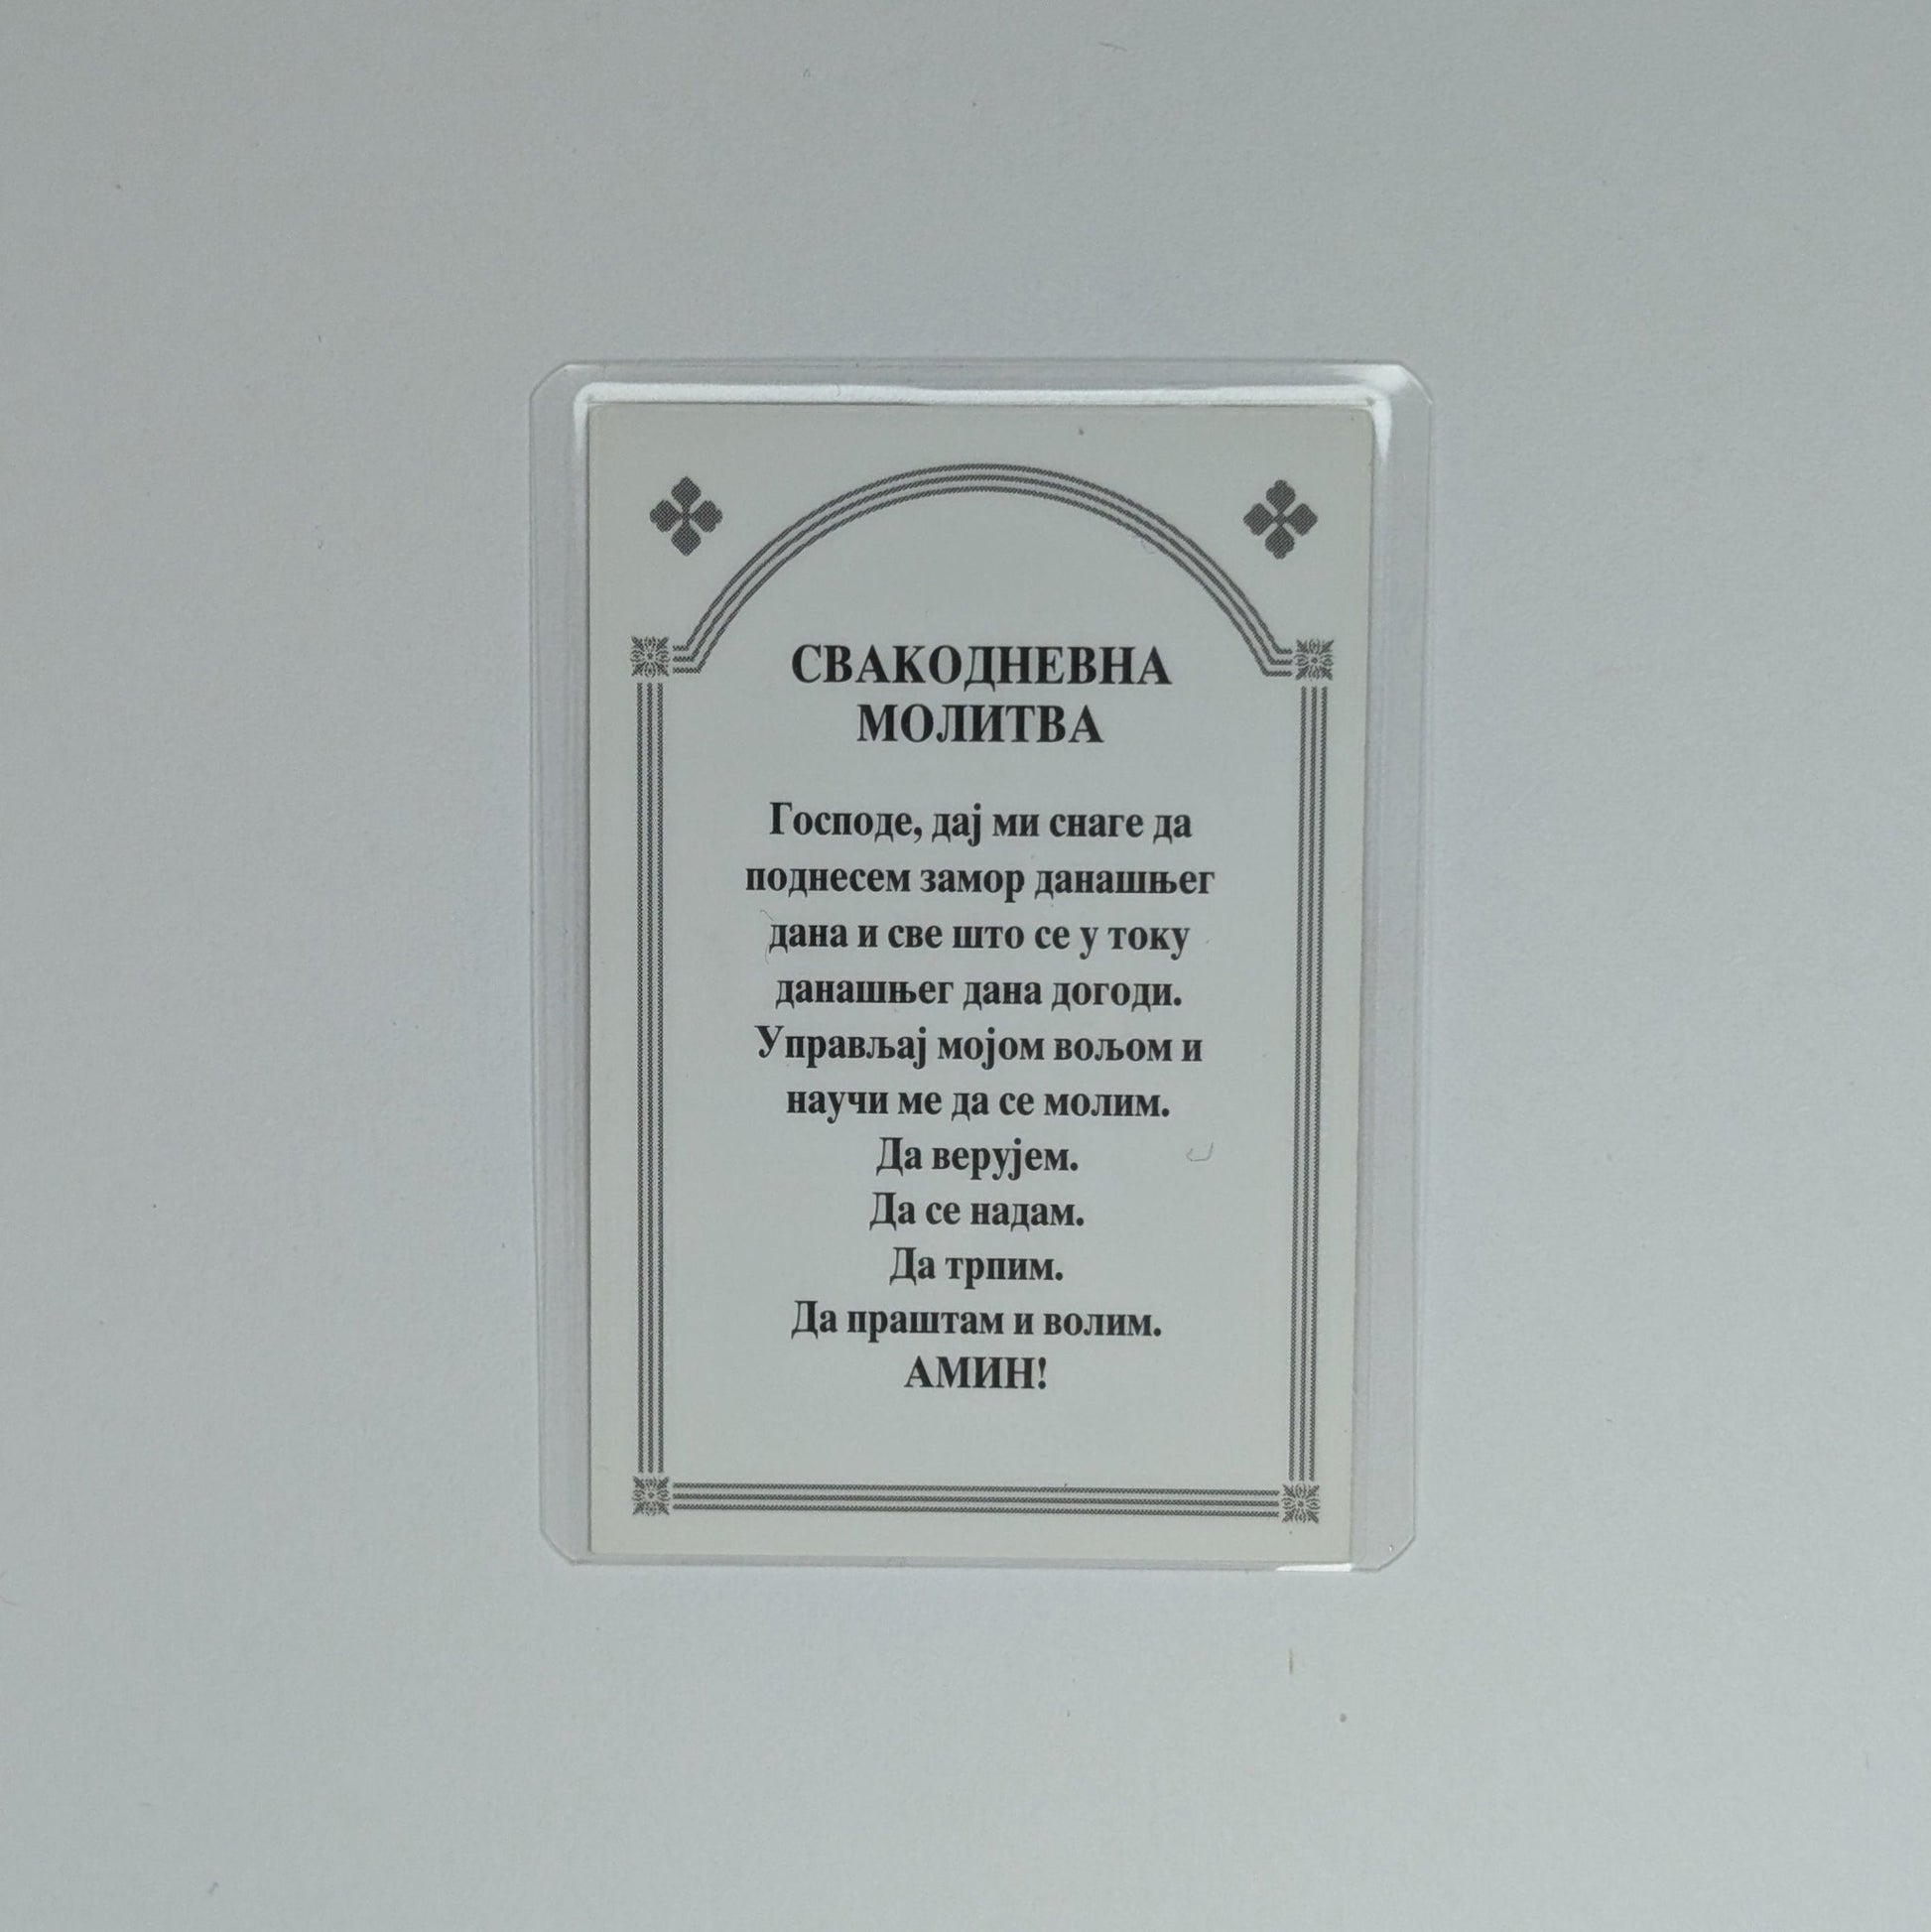 СВАКОДНЕВНА
МОЛИТВА
Господе, дај ми снаге да
поднесем замор данашњег
дана и све што се у току
данашњег дана догоди.
Управљај мојом вољом и
научи ме да се молим.
Да верујем.
Да се надам.
Да трпим.
Да праштам и волим.
АМИН!